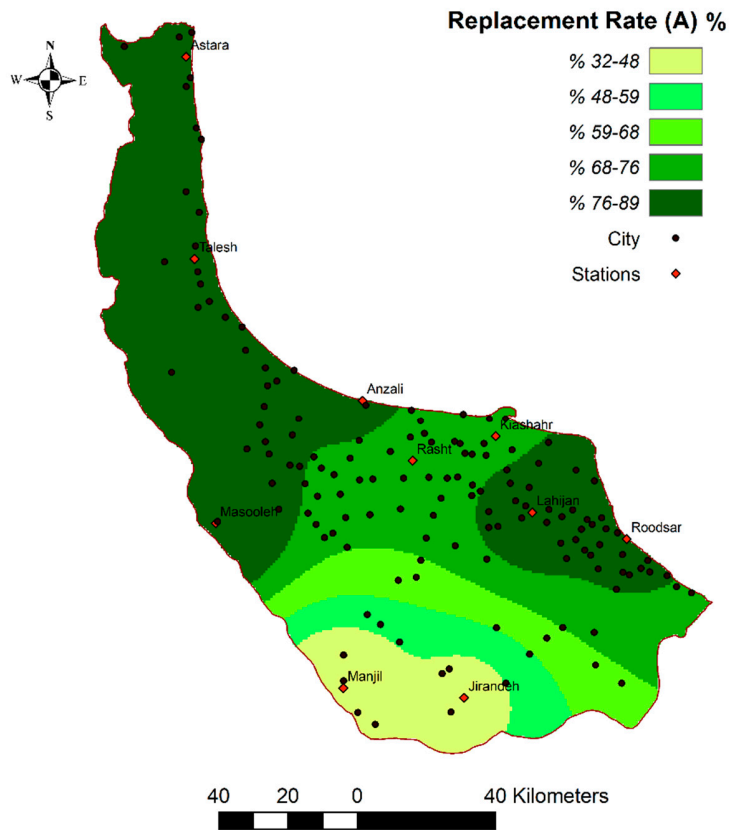 Replacement Rate (A) %
N
W E
S
% 32-48
% 48-59
% 59-68
% 68-76
% 76-89
City
Stations
Astara
Talesh
Anzali
Kiashahr
Rasht
Lahijan
Masooleh
Roodsar
Manjil
Jirandeh
40 20 0 40 Kilometers